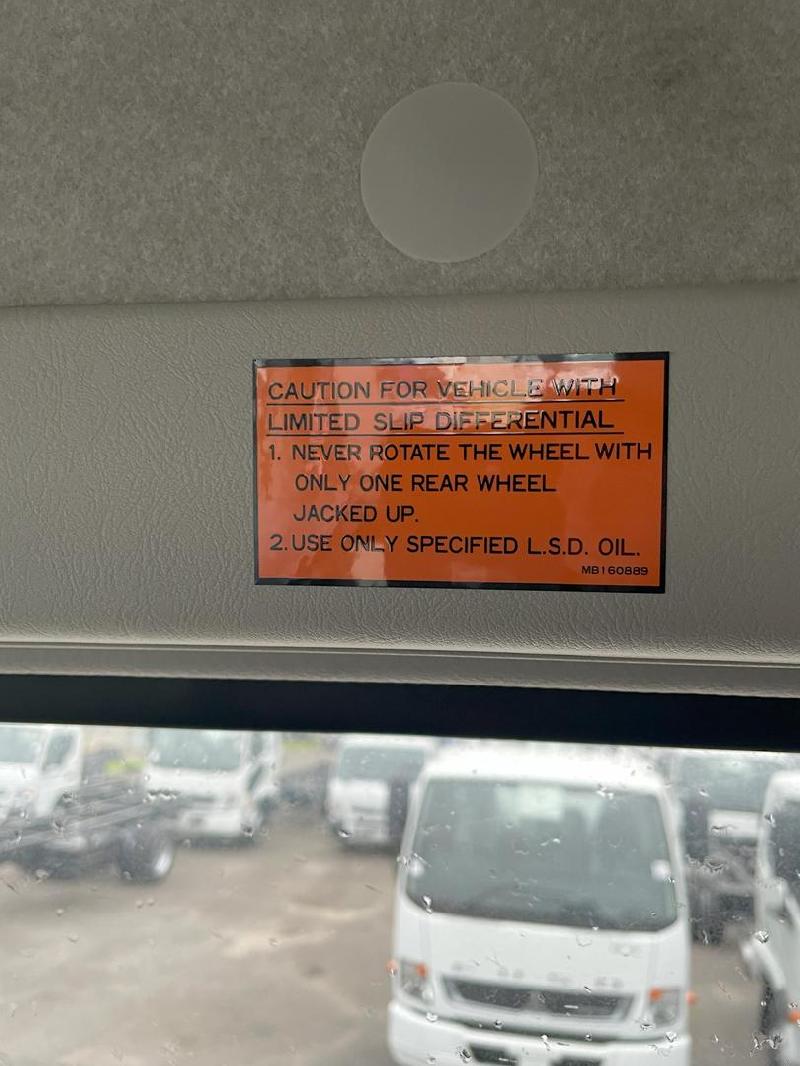 CAUTION FOR VEHICLE WITH
LIMITED SLIP DIFFERENTIAL
1. NEVER ROTATE THE WHEEL WITH
ONLY ONE REAR WHEEL
JACKED UP.
2. USE ONLY SPECIFIED L.S.D. OIL.
MB160889